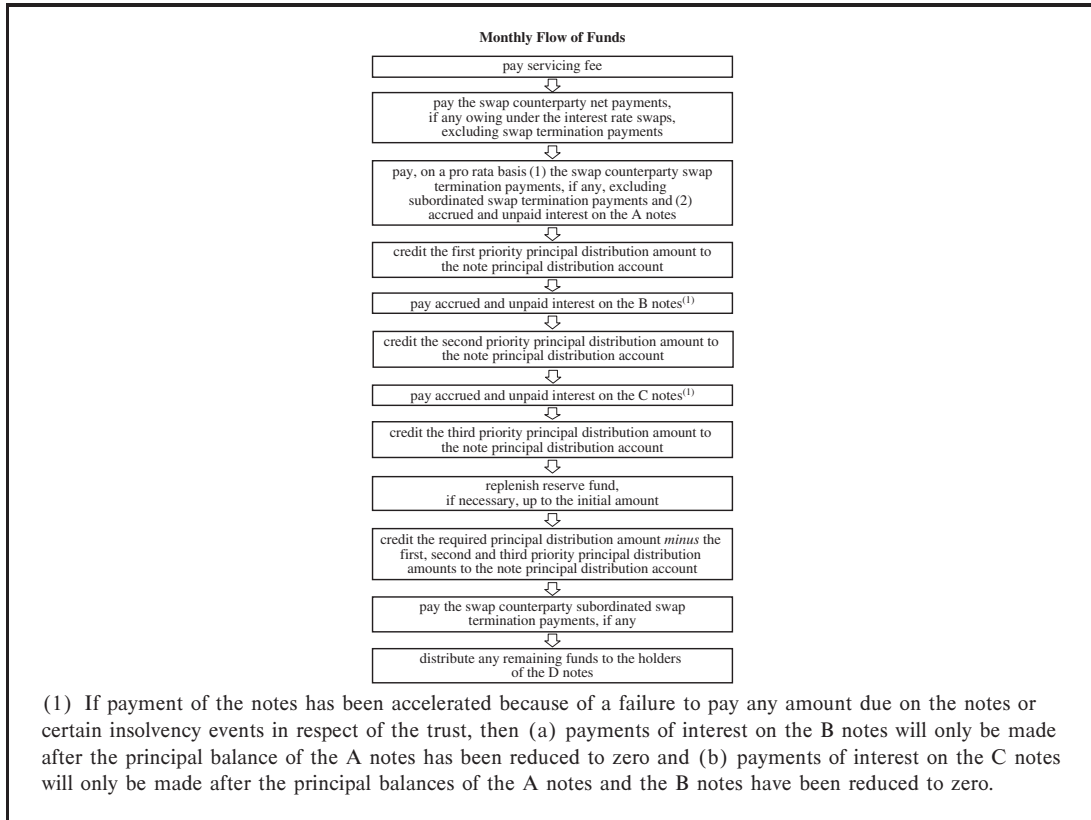 Monthly Flow of Funds
pay servicing fee
pay the swap counterparty net payments,
if any owing under the interest rate swaps,
excluding swap termination payments
pay, on a pro rata basis (1) the swap counterparty swap
termination payments, if any, excluding
subordinated swap termination payments and (2)
accrued and unpaid interest on the A notes
credit the first priority principal distribution amount to
the note principal distribution account
pay accrued and unpaid interest on the B notes(1)
credit the second priority principal distribution amount to
the note principal distribution account
pay accrued and unpaid interest on the C notes(1)
credit the third priority principal distribution amount to
the note principal distribution account
replenish reserve fund,
if necessary, up to the initial amount
credit the required principal distribution amount minus the
first, second and third priority principal distribution
amounts to the note principal distribution account
pay the swap counterparty subordinated swap
termination payments, if any
distribute any remaining funds to the holders
of the D notes
(1) If payment of the notes has been accelerated because of a failure to pay any amount due on the notes or
certain insolvency events in respect of the trust, then (a) payments of interest on the B notes will only be made
after the principal balance of the A notes has been reduced to zero and (b) payments of interest on the C notes
will only be made after the principal balances of the A notes and the B notes have been reduced to zero.